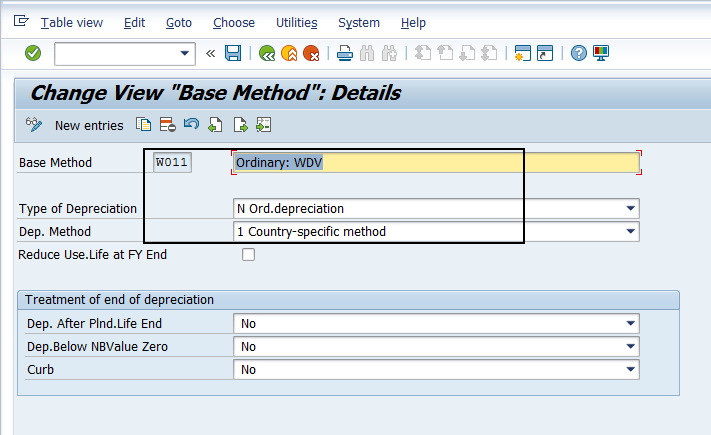 Table view Edit Goto Choose Utilities System Help
Change View "Base Method": Details
New entries
Base Method W011 Ordinary: WDV
Type of Depreciation N Ord.depreciation
Dep. Method 1 Country-specific method
Reduce Use.Life at FY End
Treatment of end of depreciation
Dep. After Plnd.Life End No
Dep.Below NBValue Zero No
Curb No